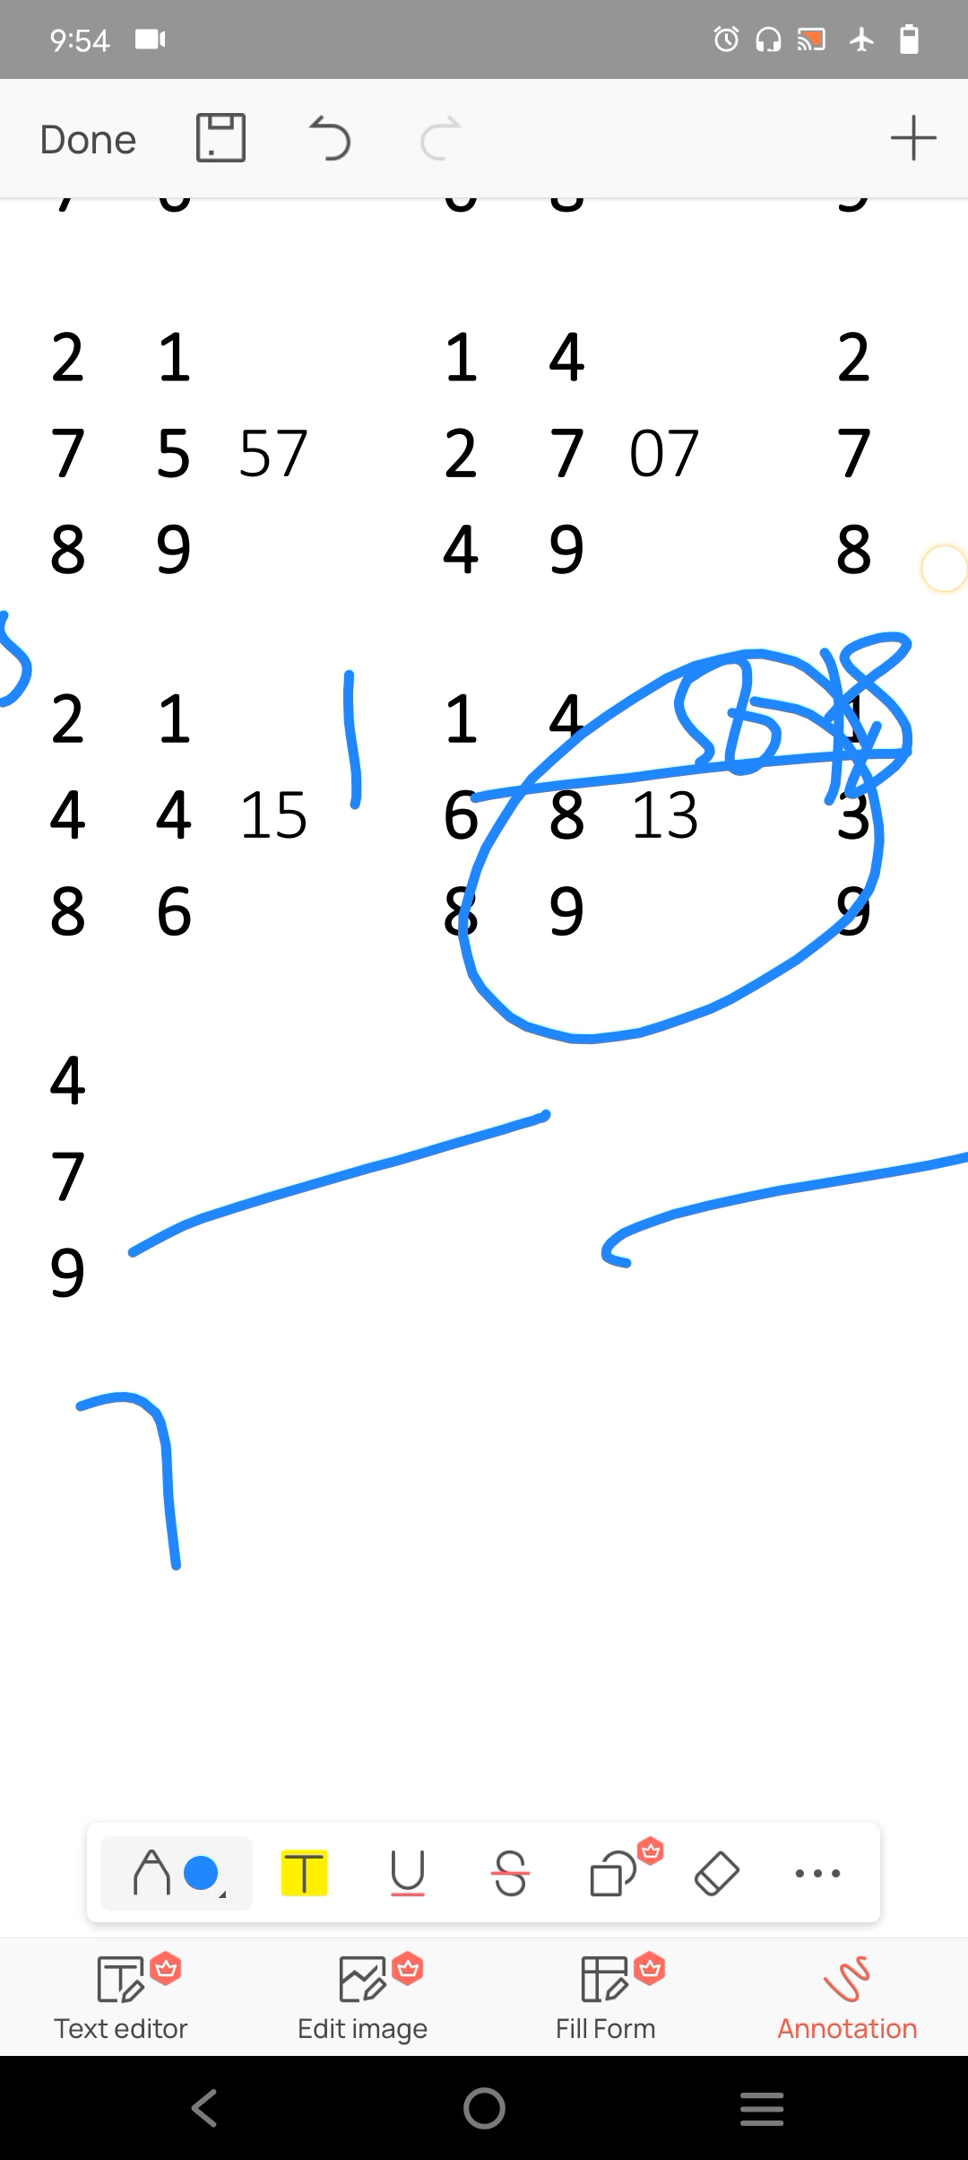 9:54
Done
2 1 1 4 2
7 5 57 2 7 07 7
8 9 4 9 8
2 1 1 4 1
4 4 15 6 8 13 3
8 6 8 9 9
4
7
9
T U S
Text editor Edit image Fill Form Annotation